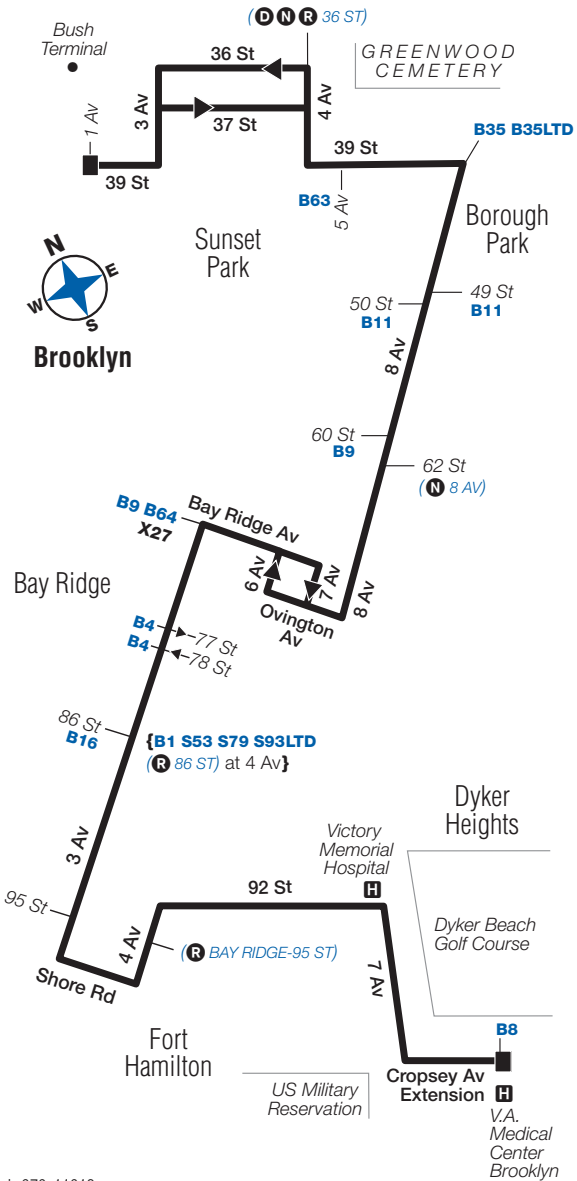 (D N R 36 ST)
Bush
Terminal
GREENWOOD
CEMETERY
36 St
3 Av
4 Av
37 St
1 Av
39 St
39 St
B35 B35LTD
B63
5 Av
Sunset
Park
Borough
Park
N
E
W
S
Brooklyn
50 St
B11
49 St
B11
8 Av
60 St
B9
62 St
(N 8 AV)
B9 B64
X27
Bay Ridge Av
6 Av
7 Av
8 Av
Ovington
Av
Bay Ridge
B4
77 St
B4
78 St
86 St
B16
{B1 S53 S79 S93LTD
(R 86 ST) at 4 Av}
3 Av
Dyker
Heights
Victory
Memorial
Hospital
H
92 St
95 St
4 Av
(R BAY RIDGE-95 ST)
Dyker Beach
Golf Course
Shore Rd
7 Av
Fort
Hamilton
B8
Cropsey Av
Extension
H
US Military
Reservation
V.A.
Medical
Center
Brooklyn